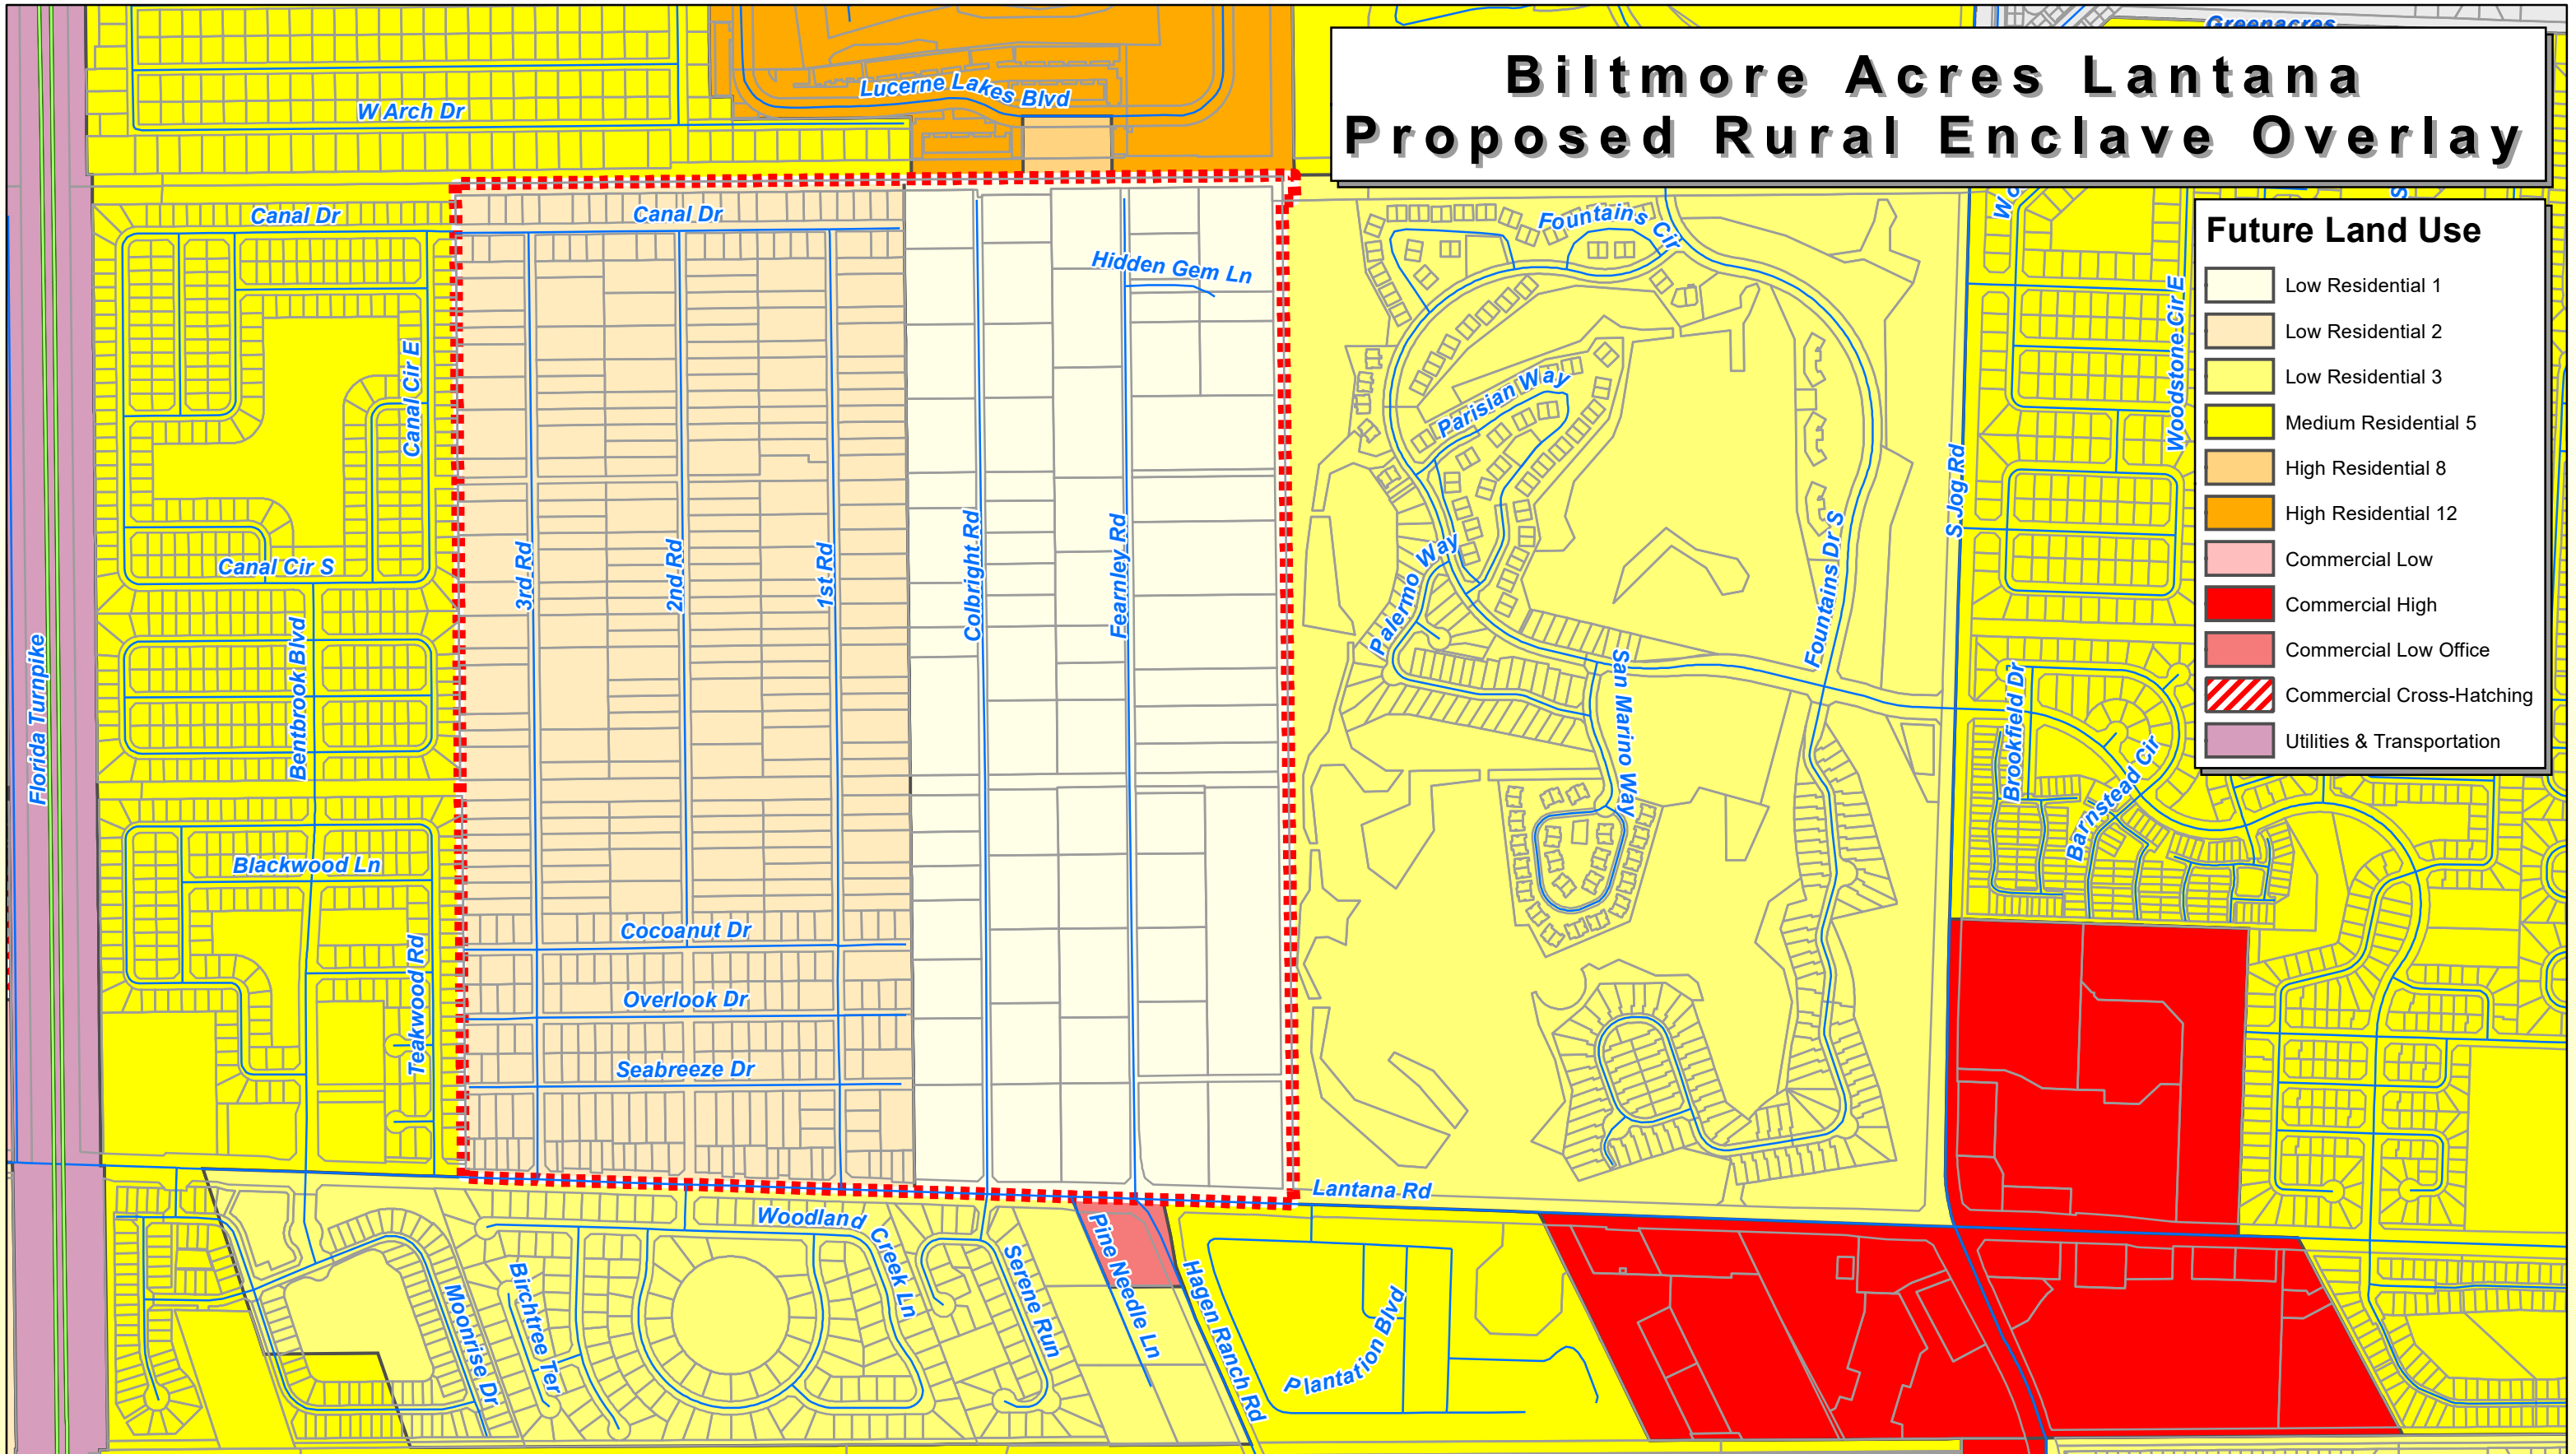 Greenacres
Biltmore Acres Lantana
Proposed Rural Enclave Overlay
Future Land Use
Low Residential 1
Low Residential 2
Low Residential 3
Medium Residential 5
High Residential 8
High Residential 12
Commercial Low
Commercial High
Commercial Low Office
Commercial Cross-Hatching
Utilities & Transportation
Lucerne Lakes Blvd
W Arch Dr
Canal Dr
Canal Dr
Hidden Gem Ln
Fountains Cir
Canal Cir E
Parisian Way
Woodstone Cir E
S Jog Rd
Canal Cir S
3rd Rd
2nd Rd
1st Rd
Colbright Rd
Fearnley Rd
Palermo Way
Fountains Dr S
Florida Turnpike
Bentbrook Blvd
San Marino Way
Brookfield Dr
Barnstead Cir
Blackwood Ln
Teakwood Rd
Cocoanut Dr
Overlook Dr
Seabreeze Dr
Lantana Rd
Woodland Creek Ln
Serene Run
Pine Needle Ln
Hagen Ranch Rd
Moonrise Dr
Birchtree Ter
Plantation Blvd